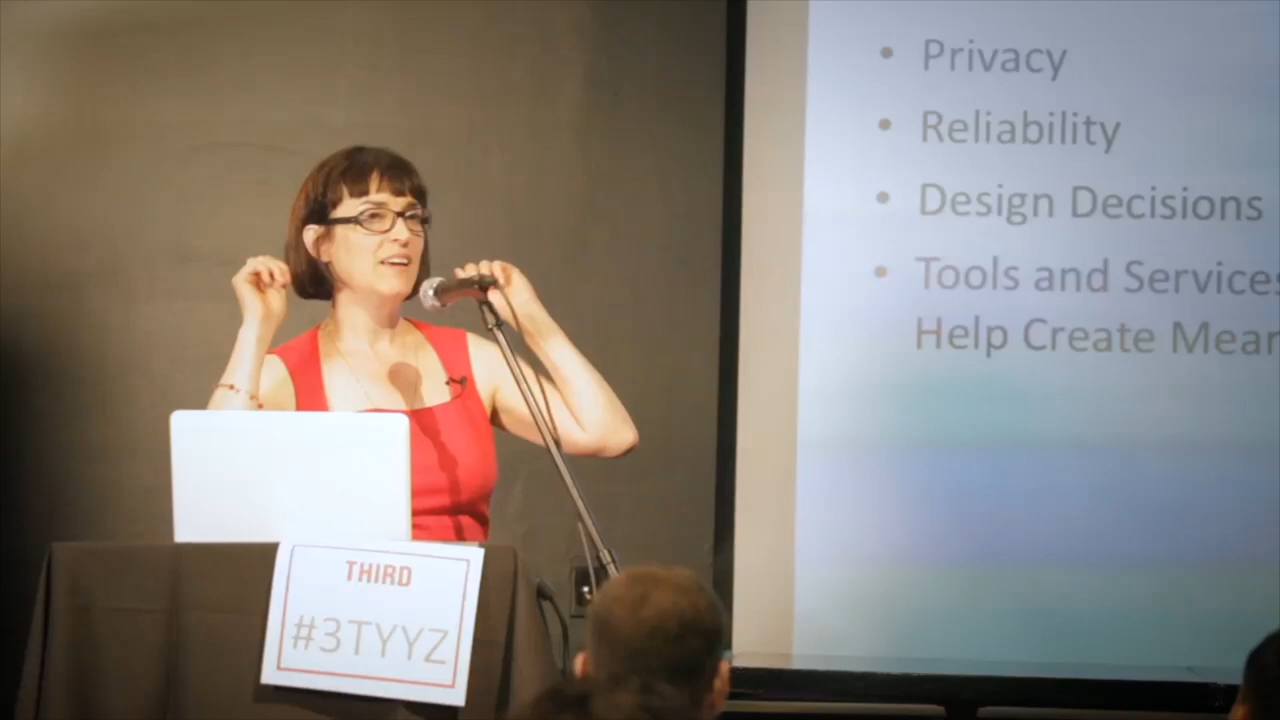 Privacy
Reliability
Design Decisions
Tools and Services
Help Create
THIRD
#3TYYZ